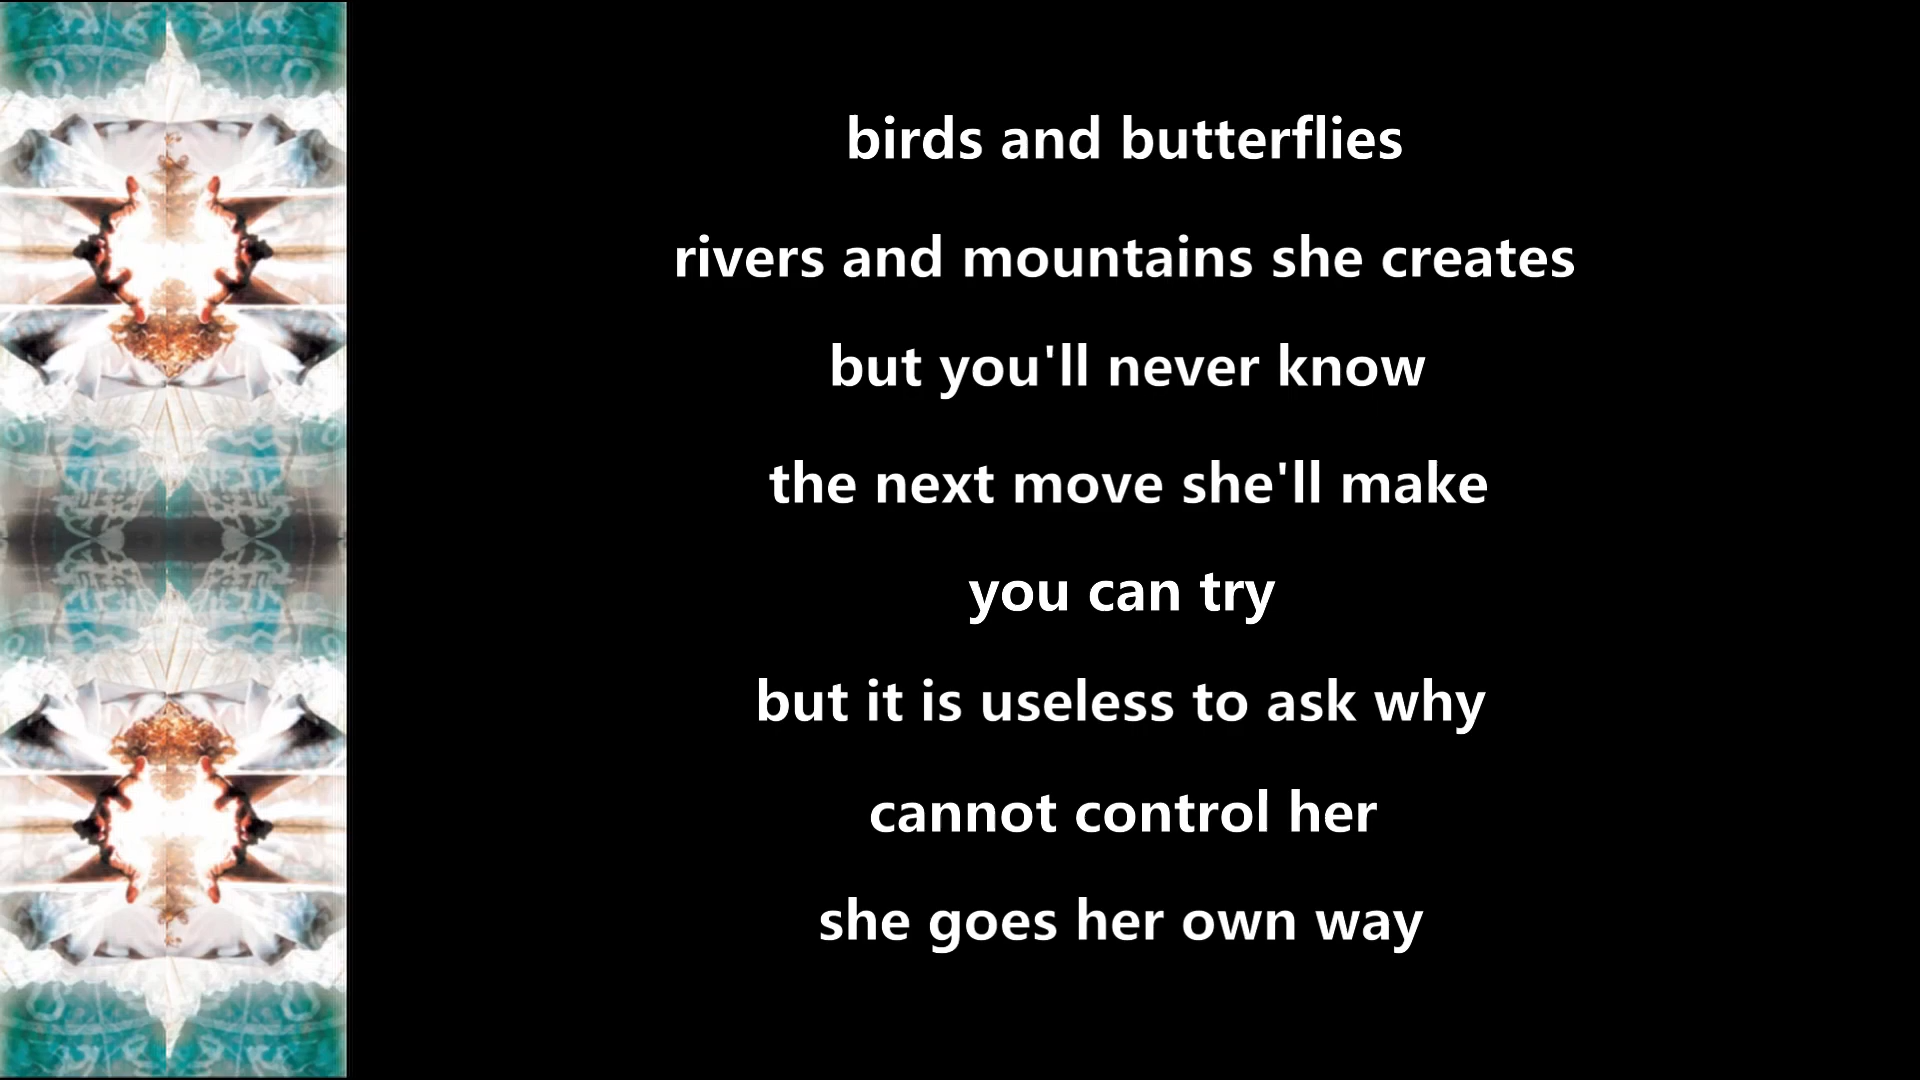 birds and butterflies
rivers and mountains she creates
but you'll never know
the next move she'll make
you can try
but it is useless to ask why
cannot control her
she goes her own way